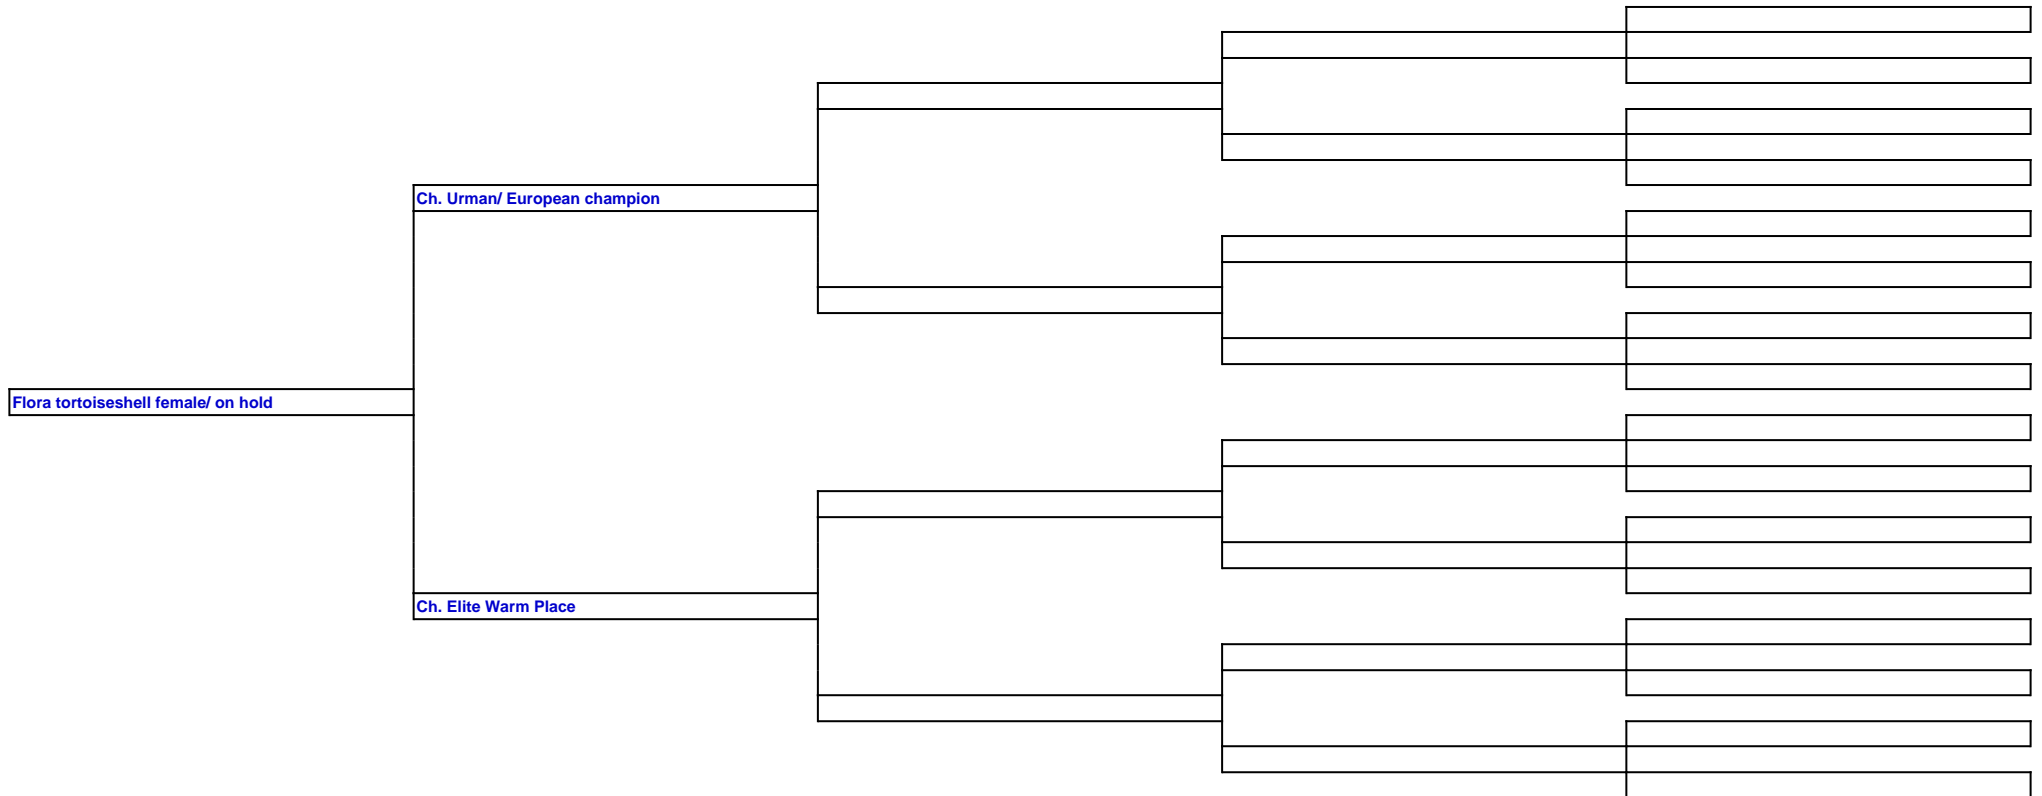 Ch. Urman/ European champion
Flora tortoiseshell female/ on hold
Ch. Elite Warm Place